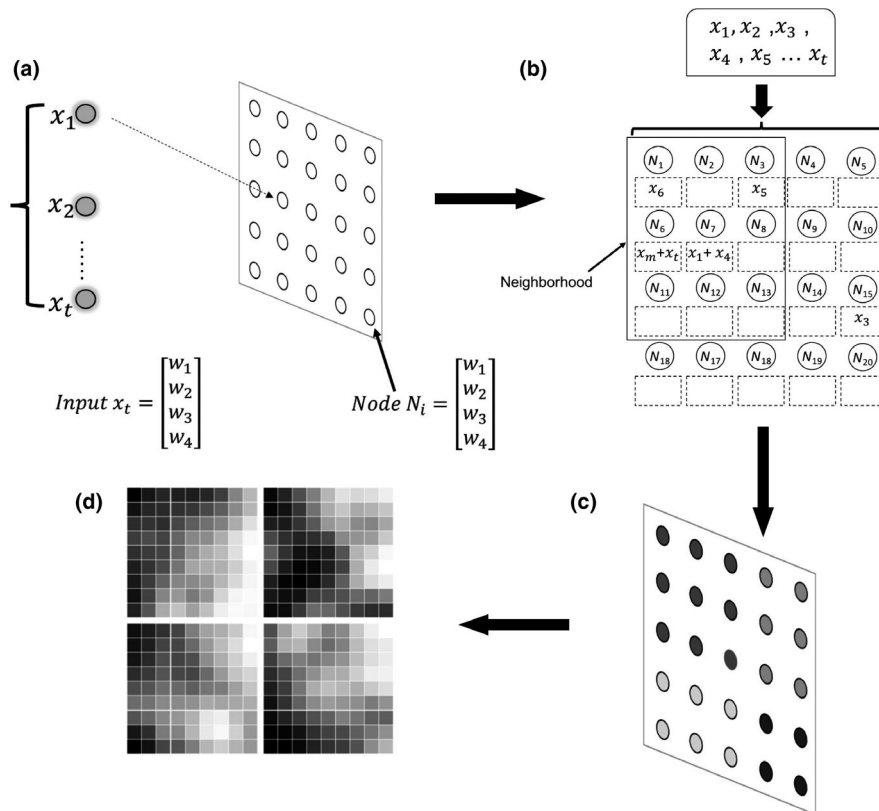 (a)
x₁
x₂
xₜ
Input xₜ = [w₁ w₂ w₃ w₄]
Node Nᵢ = [w₁ w₂ w₃ w₄]
(b)
x₁, x₂ ,x₃ ,
x₄ , x₅ … xₜ
N₁ N₂ N₃ N₄ N₅
x₆ x₅
N₆ N₇ N₈ N₉ N₁₀
xₘ+xₜ x₁+ x₄
Neighborhood
N₁₁ N₁₂ N₁₃ N₁₄ N₁₅
x₃
N₁₈ N₁₇ N₁₈ N₁₉ N₂₀
(d)
(c)